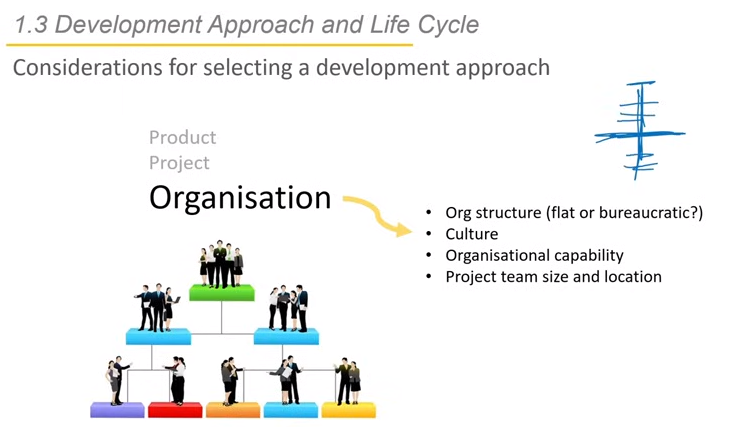 1.3 Development Approach and Life Cycle
Considerations for selecting a development approach
Product
Project
Organisation
• Org structure (flat or bureaucratic?)
• Culture
• Organisational capability
• Project team size and location